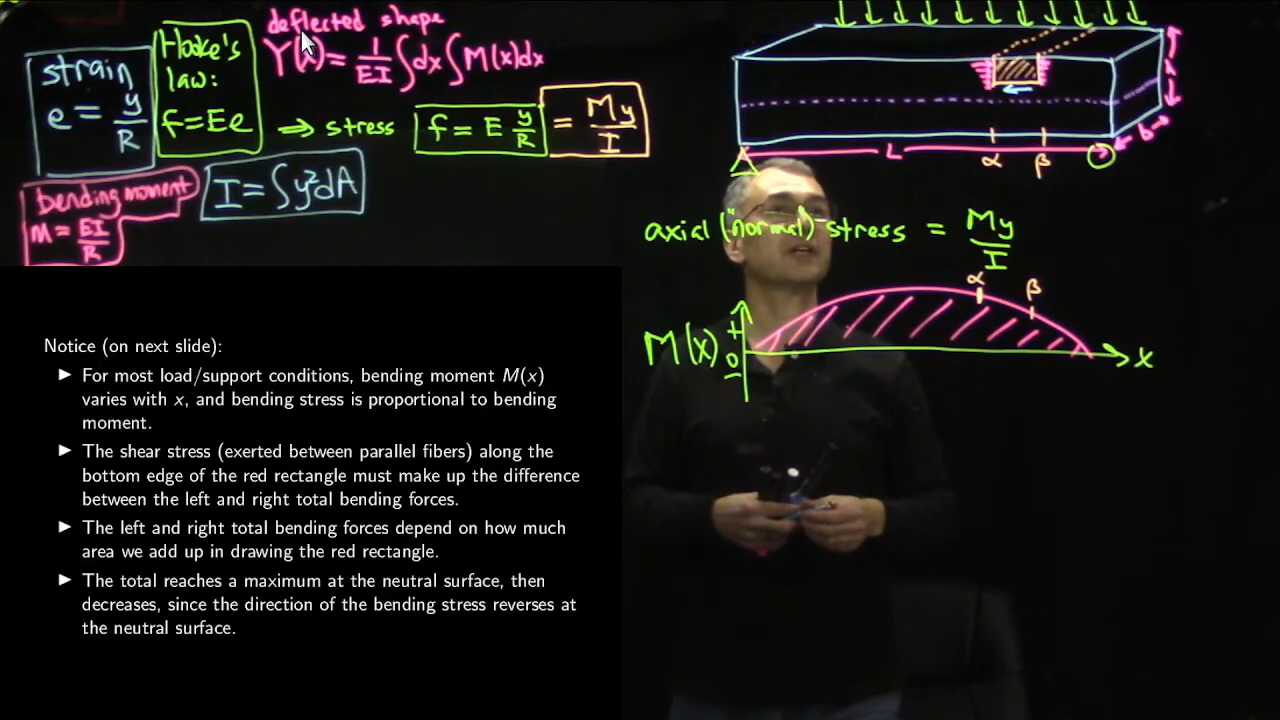 deflected shape
Y(x) = 1/EI ∫dx ∫M(x)dx
strain
e = y/R
Hooke's
law:
f=Ee
⇒ stress f = E y/R = My/I
bending moment
M = EI/R
I = ∫y²dA
L
α β
b
axial ("normal") stress = My/I
M(x)
+
0
−
α
β
x
Notice (on next slide):
▶ For most load/support conditions, bending moment M(x)
varies with x, and bending stress is proportional to bending
moment.
▶ The shear stress (exerted between parallel fibers) along the
bottom edge of the red rectangle must make up the difference
between the left and right total bending forces.
▶ The left and right total bending forces depend on how much
area we add up in drawing the red rectangle.
▶ The total reaches a maximum at the neutral surface, then
decreases, since the direction of the bending stress reverses at
the neutral surface.